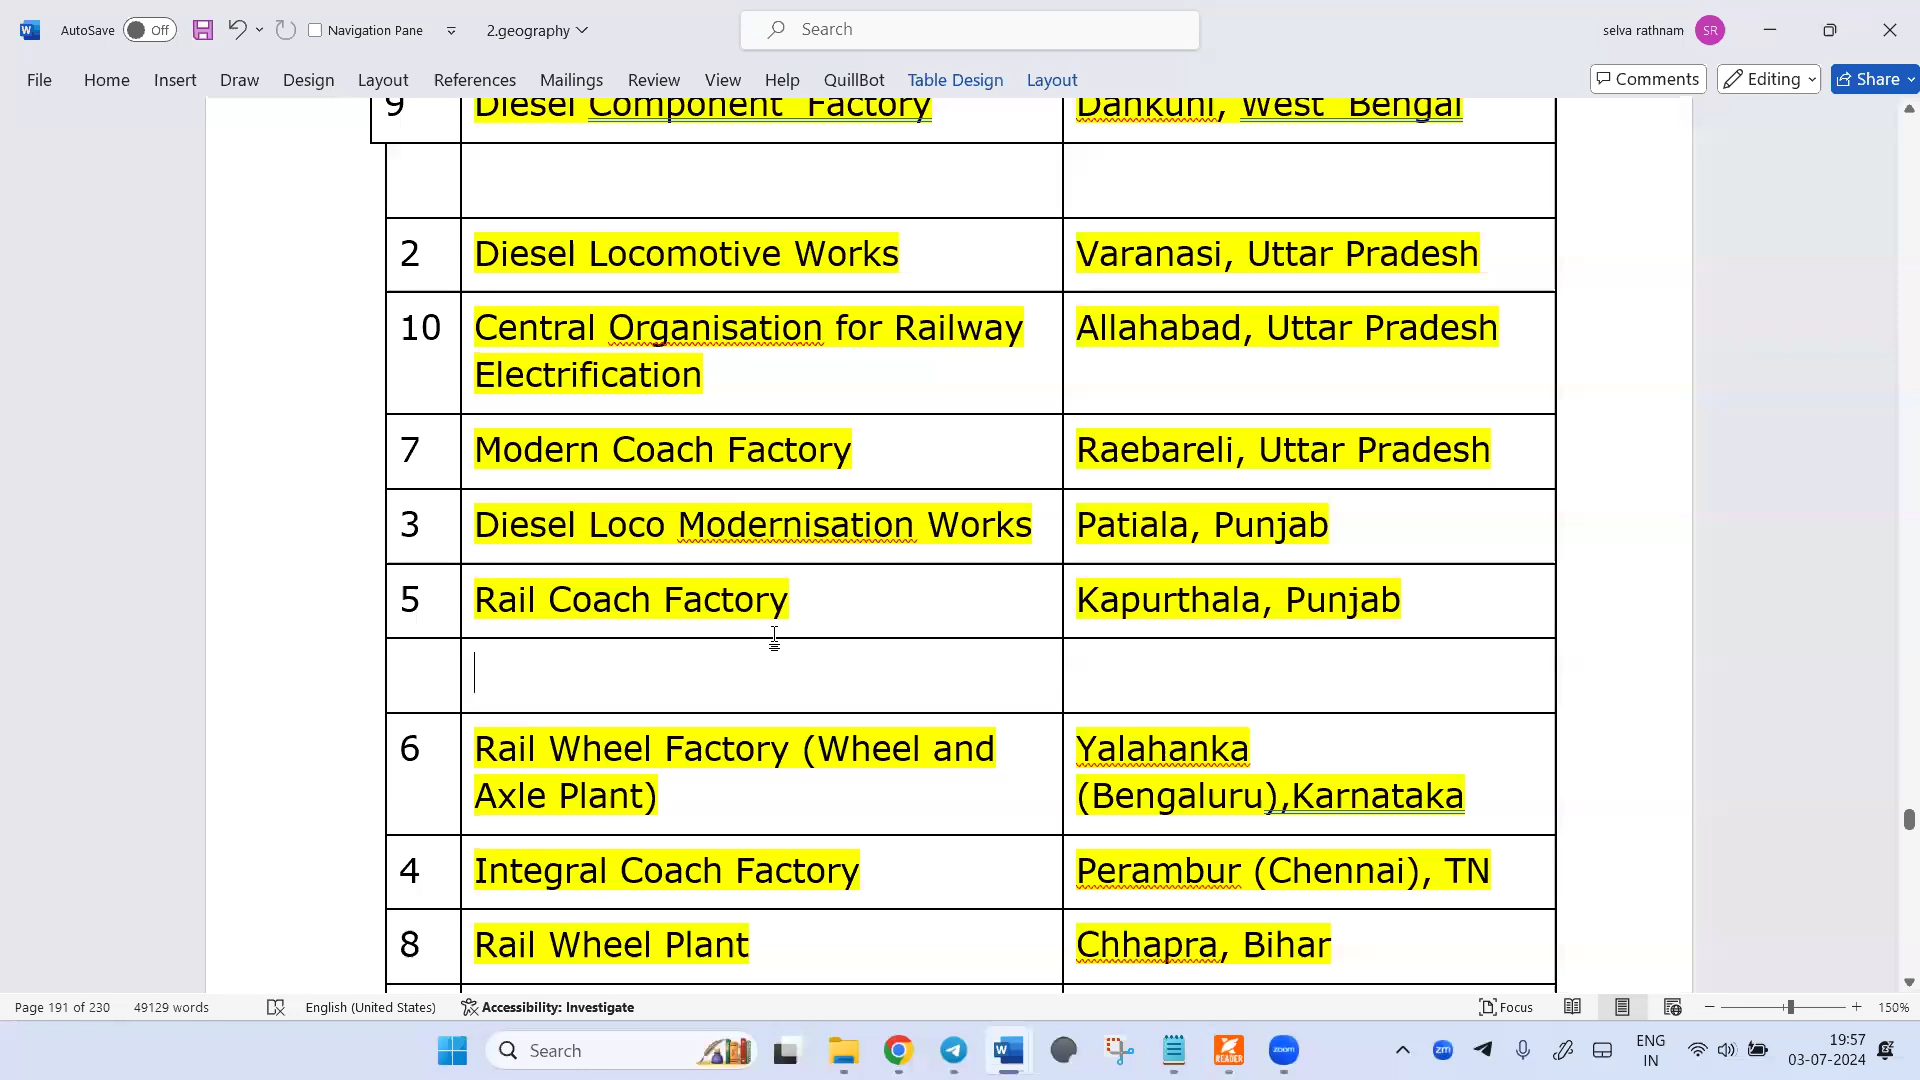 AutoSave Off Navigation Pane 2.geography Search selva rathnam SR
File Home Insert Draw Design Layout References Mailings Review View Help QuillBot Table Design Layout Comments Editing Share
9 Diesel Component Factory Dankuni, West Bengal
2 Diesel Locomotive Works Varanasi, Uttar Pradesh
10 Central Organisation for Railway Allahabad, Uttar Pradesh
Electrification
7 Modern Coach Factory Raebareli, Uttar Pradesh
3 Diesel Loco Modernisation Works Patiala, Punjab
5 Rail Coach Factory Kapurthala, Punjab
6 Rail Wheel Factory (Wheel and Yalahanka
Axle Plant) (Bengaluru),Karnataka
4 Integral Coach Factory Perambur (Chennai), TN
8 Rail Wheel Plant Chhapra, Bihar
Page 191 of 230 49129 words English (United States) Accessibility: Investigate Focus 150%
Search W READER zoom zm ENG 19:57
IN 03-07-2024